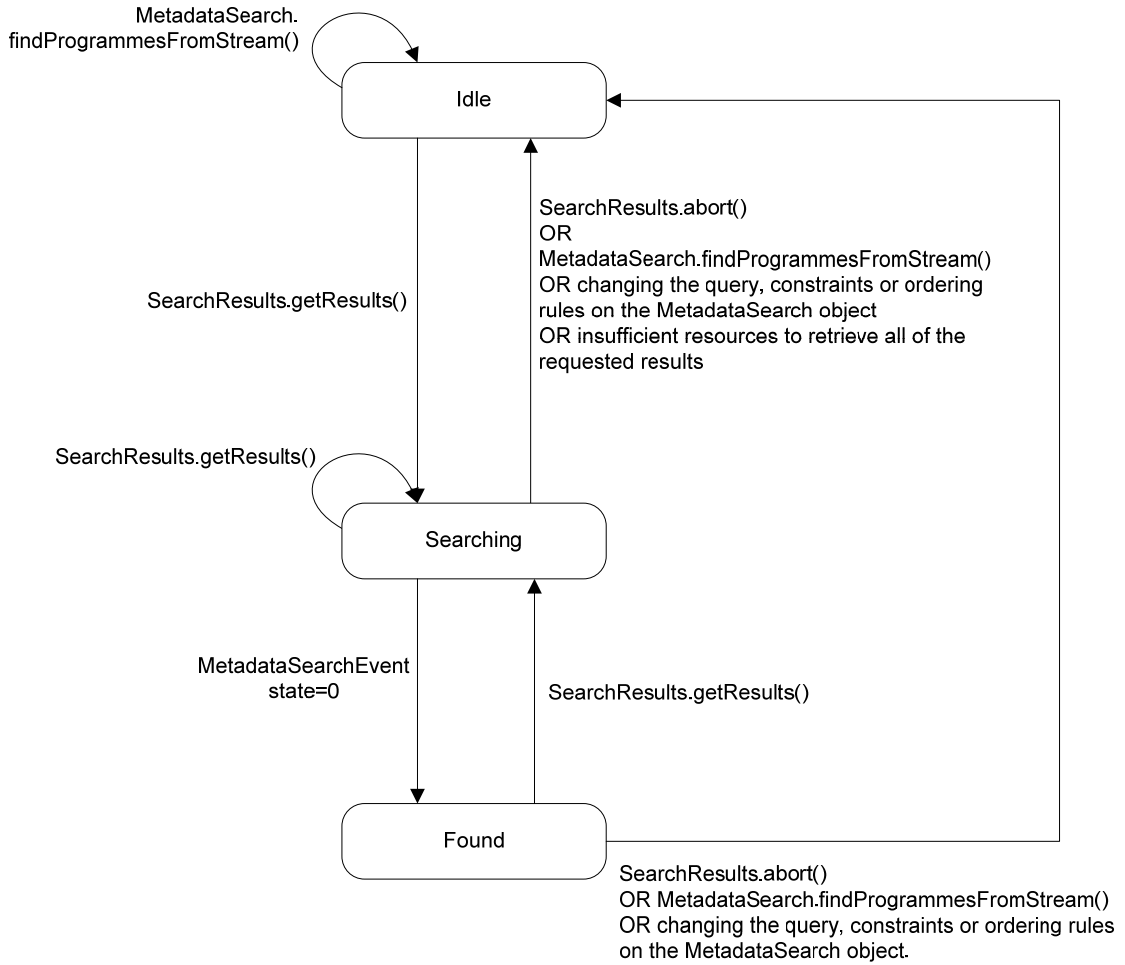 MetadataSearch.
findProgrammesFromStream()
Idle
SearchResults.abort()
OR
MetadataSearch.findProgrammesFromStream()
OR changing the query, constraints or ordering
rules on the MetadataSearch object
OR insufficient resources to retrieve all of the
requested results
SearchResults.getResults()
SearchResults.getResults()
Searching
MetadataSearchEvent
state=0
SearchResults.getResults()
Found
SearchResults.abort()
OR MetadataSearch.findProgrammesFromStream()
OR changing the query, constraints or ordering rules
on the MetadataSearch object.